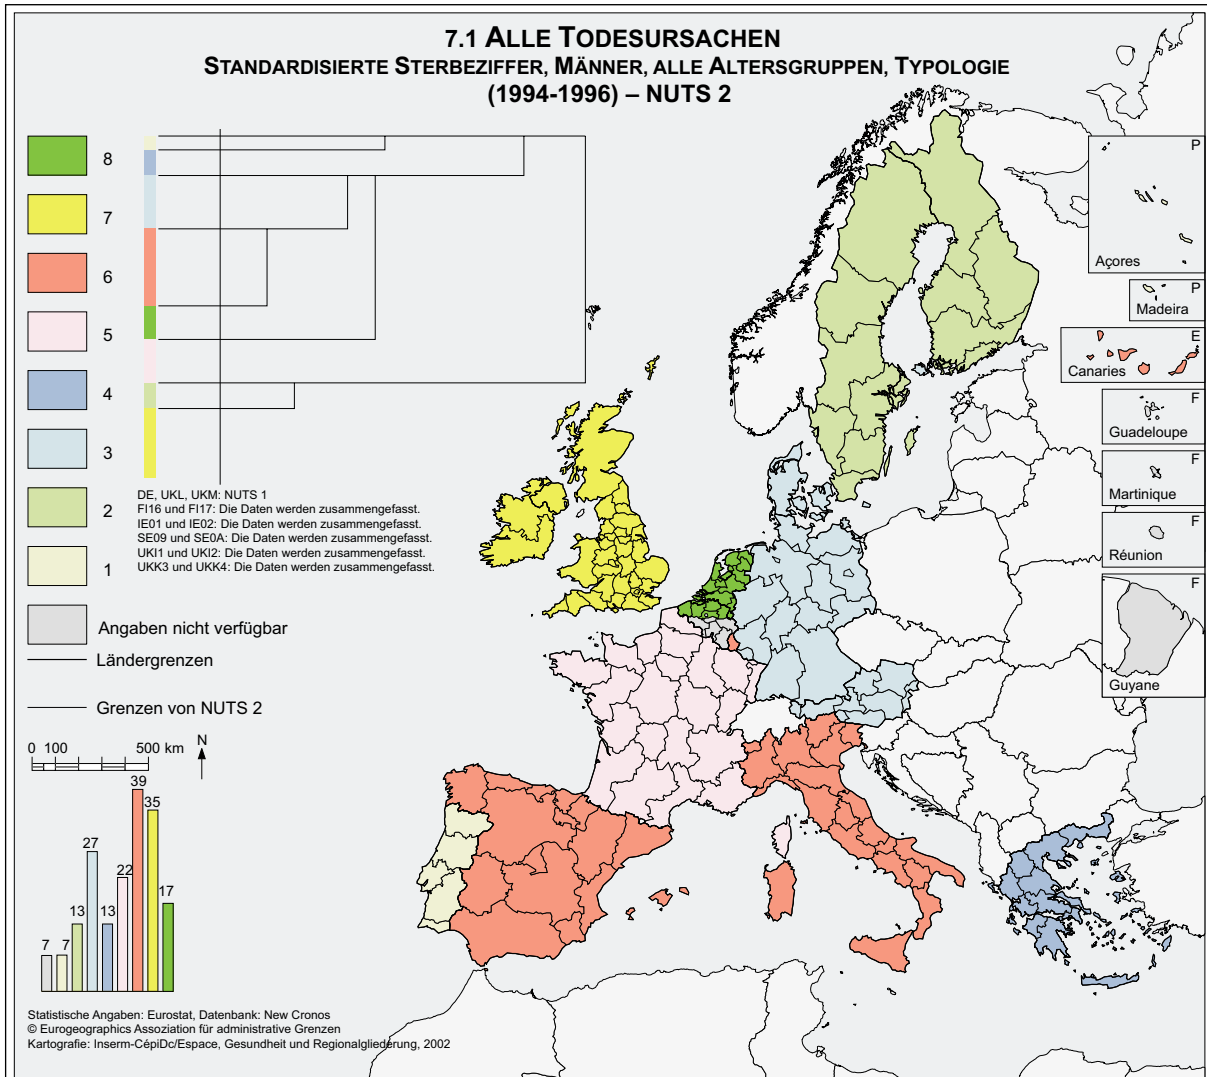 7.1 ALLE TODESURSACHEN
STANDARDISIERTE STERBEZIFFER, MÄNNER, ALLE ALTERSGRUPPEN, TYPOLOGIE
(1994-1996) – NUTS 2
8
7
6
5
4
3
2
1
Angaben nicht verfügbar
Ländergrenzen
Grenzen von NUTS 2
DE, UKL, UKM: NUTS 1
FI16 und FI17: Die Daten werden zusammengefasst.
IE01 und IE02: Die Daten werden zusammengefasst.
SE09 und SE0A: Die Daten werden zusammengefasst.
UKI1 und UKI2: Die Daten werden zusammengefasst.
UKK3 und UKK4: Die Daten werden zusammengefasst.
P
Açores
P
Madeira
E
Canaries
F
Guadeloupe
F
Martinique
F
Réunion
F
Guyane
0 100 500 km
N
7
7
13
27
13
22
39
35
17
Statistische Angaben: Eurostat, Datenbank: New Cronos
© Eurogeographics Assoziation für administrative Grenzen
Kartografie: Inserm-CépiDc/Espace, Gesundheit und Regionalgliederung, 2002